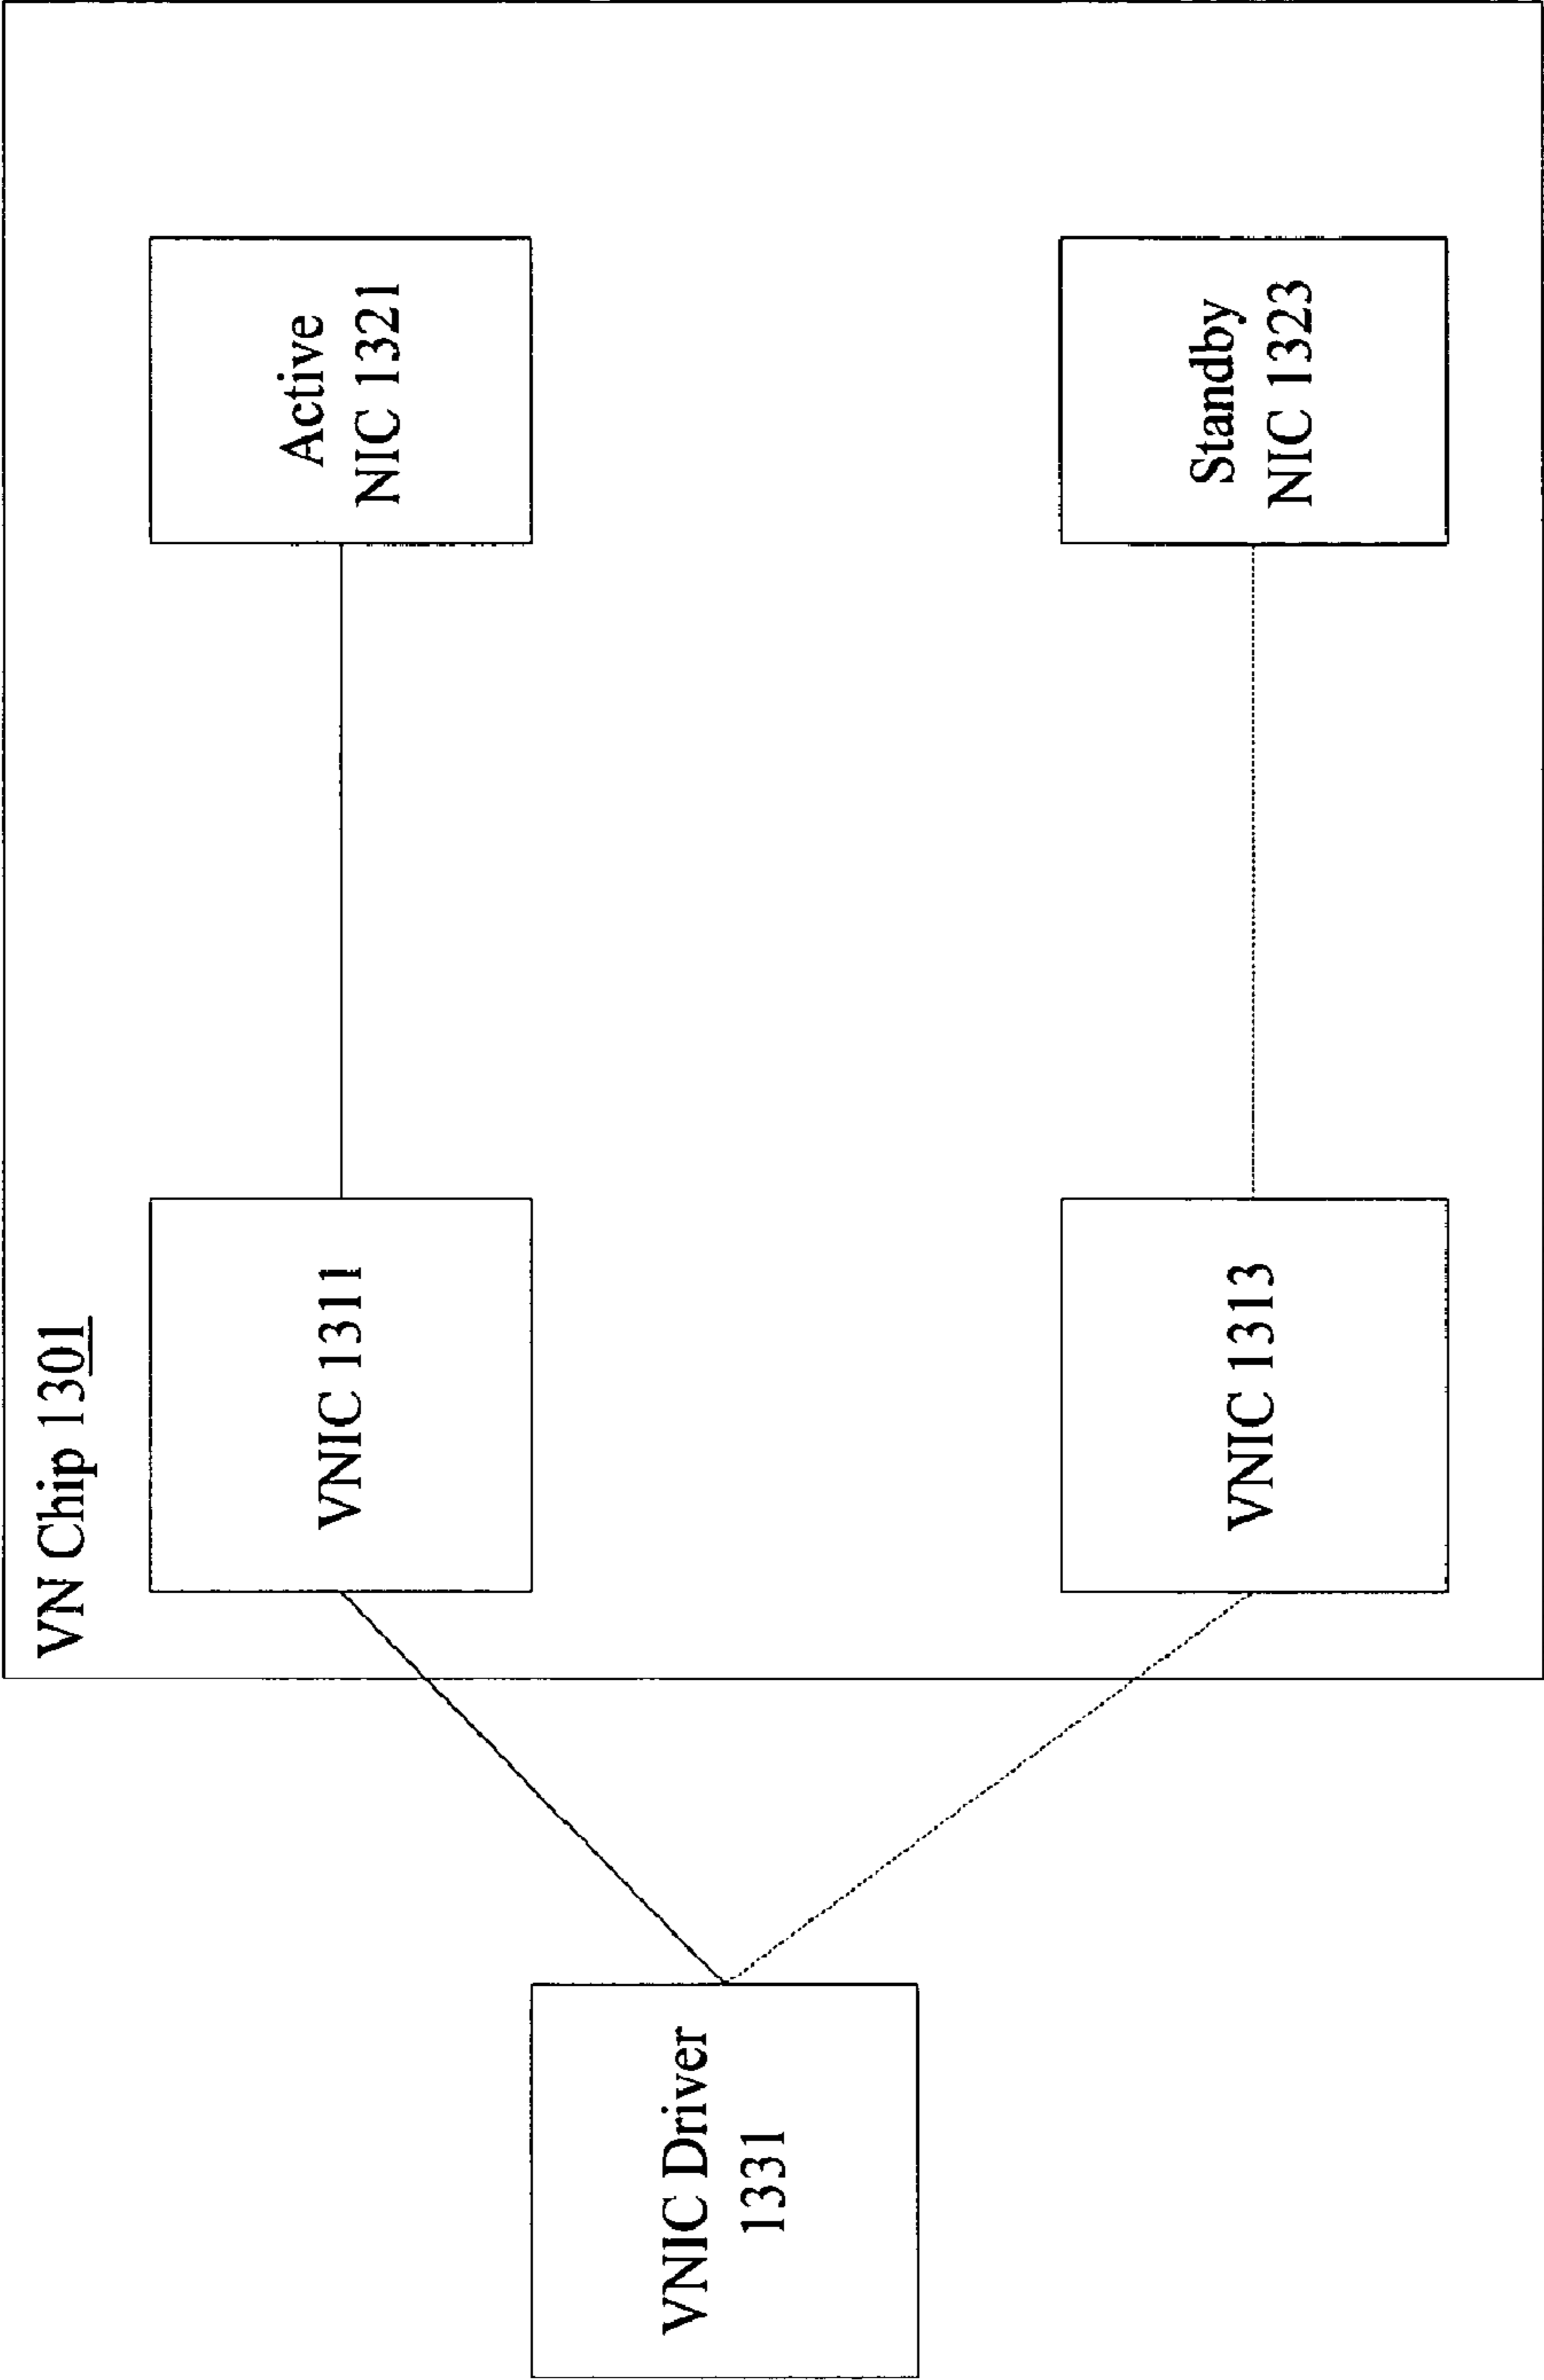 VN Chip 1301
VNIC 1311
Active
NIC 1321
VNIC Driver
1331
VNIC 1313
Standby
NIC 1323